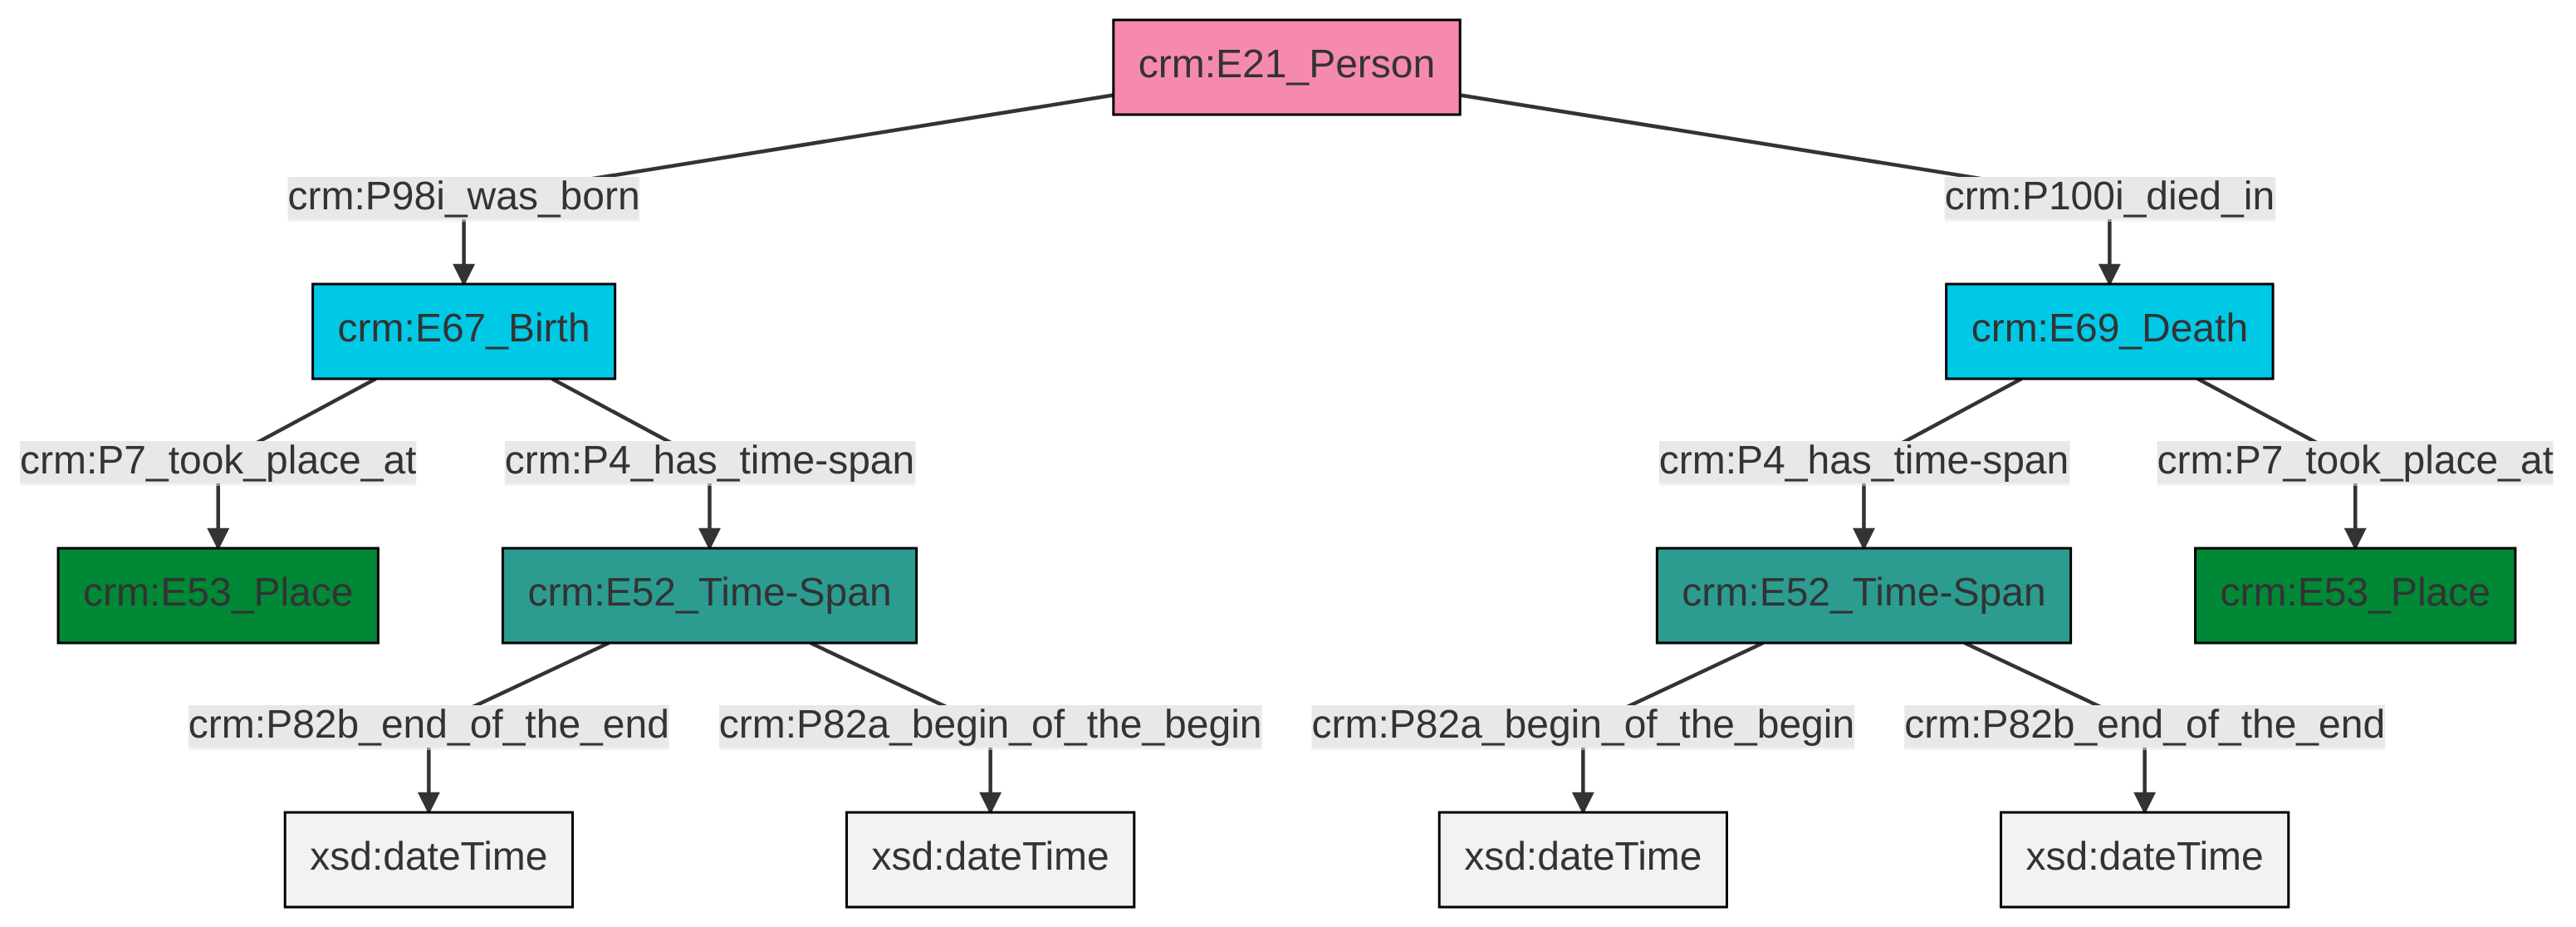 crm:E21_Person
crm:P98i_was_born
crm:P100i_died_in
crm:E67_Birth
crm:E69_Death
crm:P7_took_place_at
crm:P4_has_time-span
crm:P4_has_time-span
crm:P7_took_place_at
crm:E53_Place
crm:E52_Time-Span
crm:E52_Time-Span
crm:E53_Place
crm:P82b_end_of_the_end
crm:P82a_begin_of_the_begin
crm:P82a_begin_of_the_begin
crm:P82b_end_of_the_end
xsd:dateTime
xsd:dateTime
xsd:dateTime
xsd:dateTime